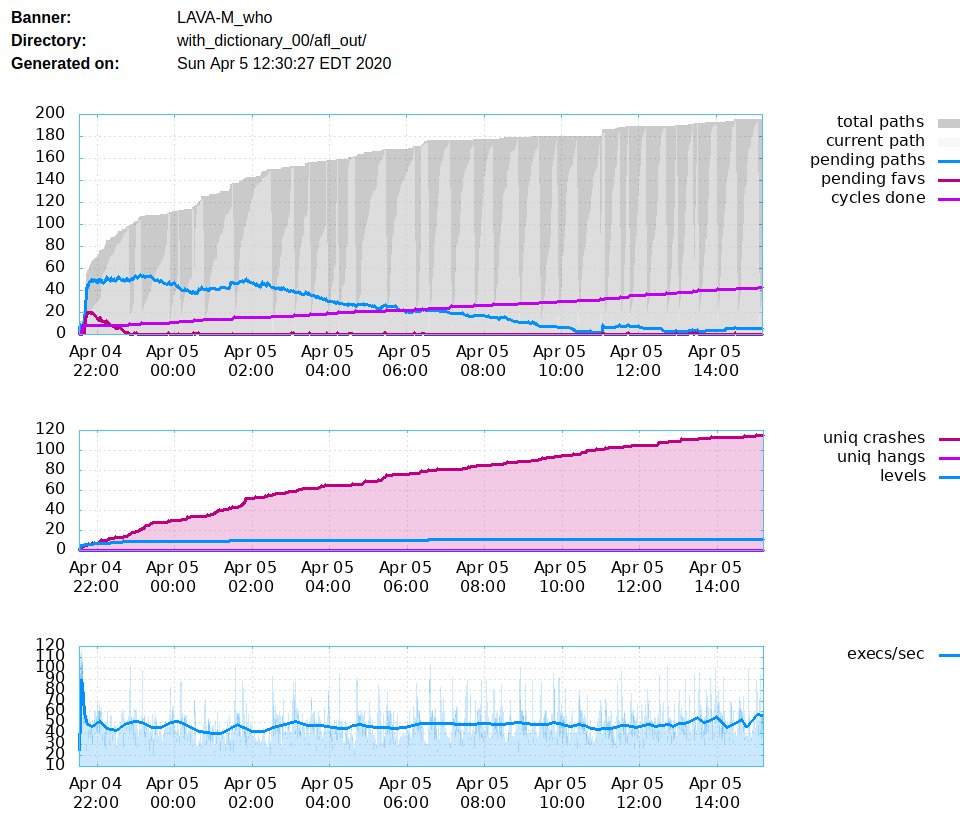 Banner: LAVA-M_who
Directory: with_dictionary_00/afl_out/
Generated on: Sun Apr 5 12:30:27 EDT 2020
200
180
160
140
120
100
80
60
40
20
0
Apr 04 Apr 05 Apr 05 Apr 05 Apr 05 Apr 05 Apr 05 Apr 05 Apr 05
22:00 00:00 02:00 04:00 06:00 08:00 10:00 12:00 14:00
total paths
current path
pending paths
pending favs
cycles done
120
100
80
60
40
20
0
Apr 04 Apr 05 Apr 05 Apr 05 Apr 05 Apr 05 Apr 05 Apr 05 Apr 05
22:00 00:00 02:00 04:00 06:00 08:00 10:00 12:00 14:00
uniq crashes
uniq hangs
levels
120
110
100
90
80
70
60
50
40
30
20
10
Apr 04 Apr 05 Apr 05 Apr 05 Apr 05 Apr 05 Apr 05 Apr 05 Apr 05
22:00 00:00 02:00 04:00 06:00 08:00 10:00 12:00 14:00
execs/sec